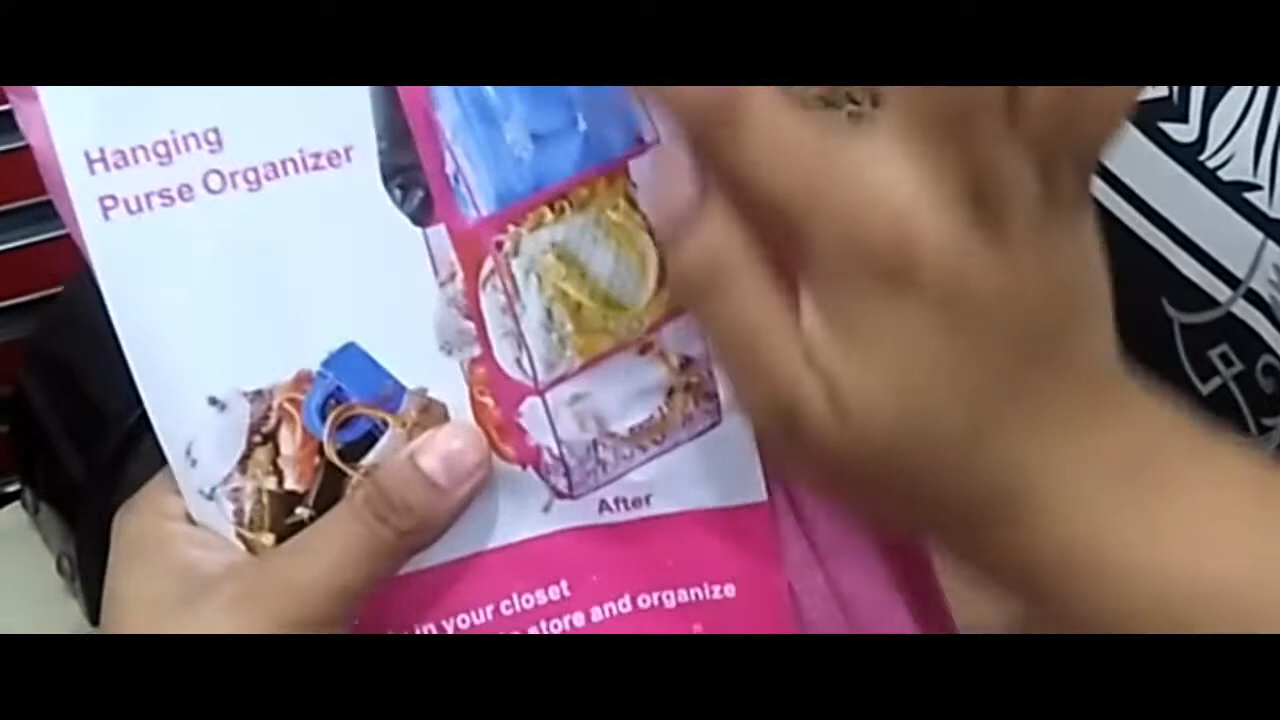 Hanging
Purse Organizer
After
in your closet
store and organize